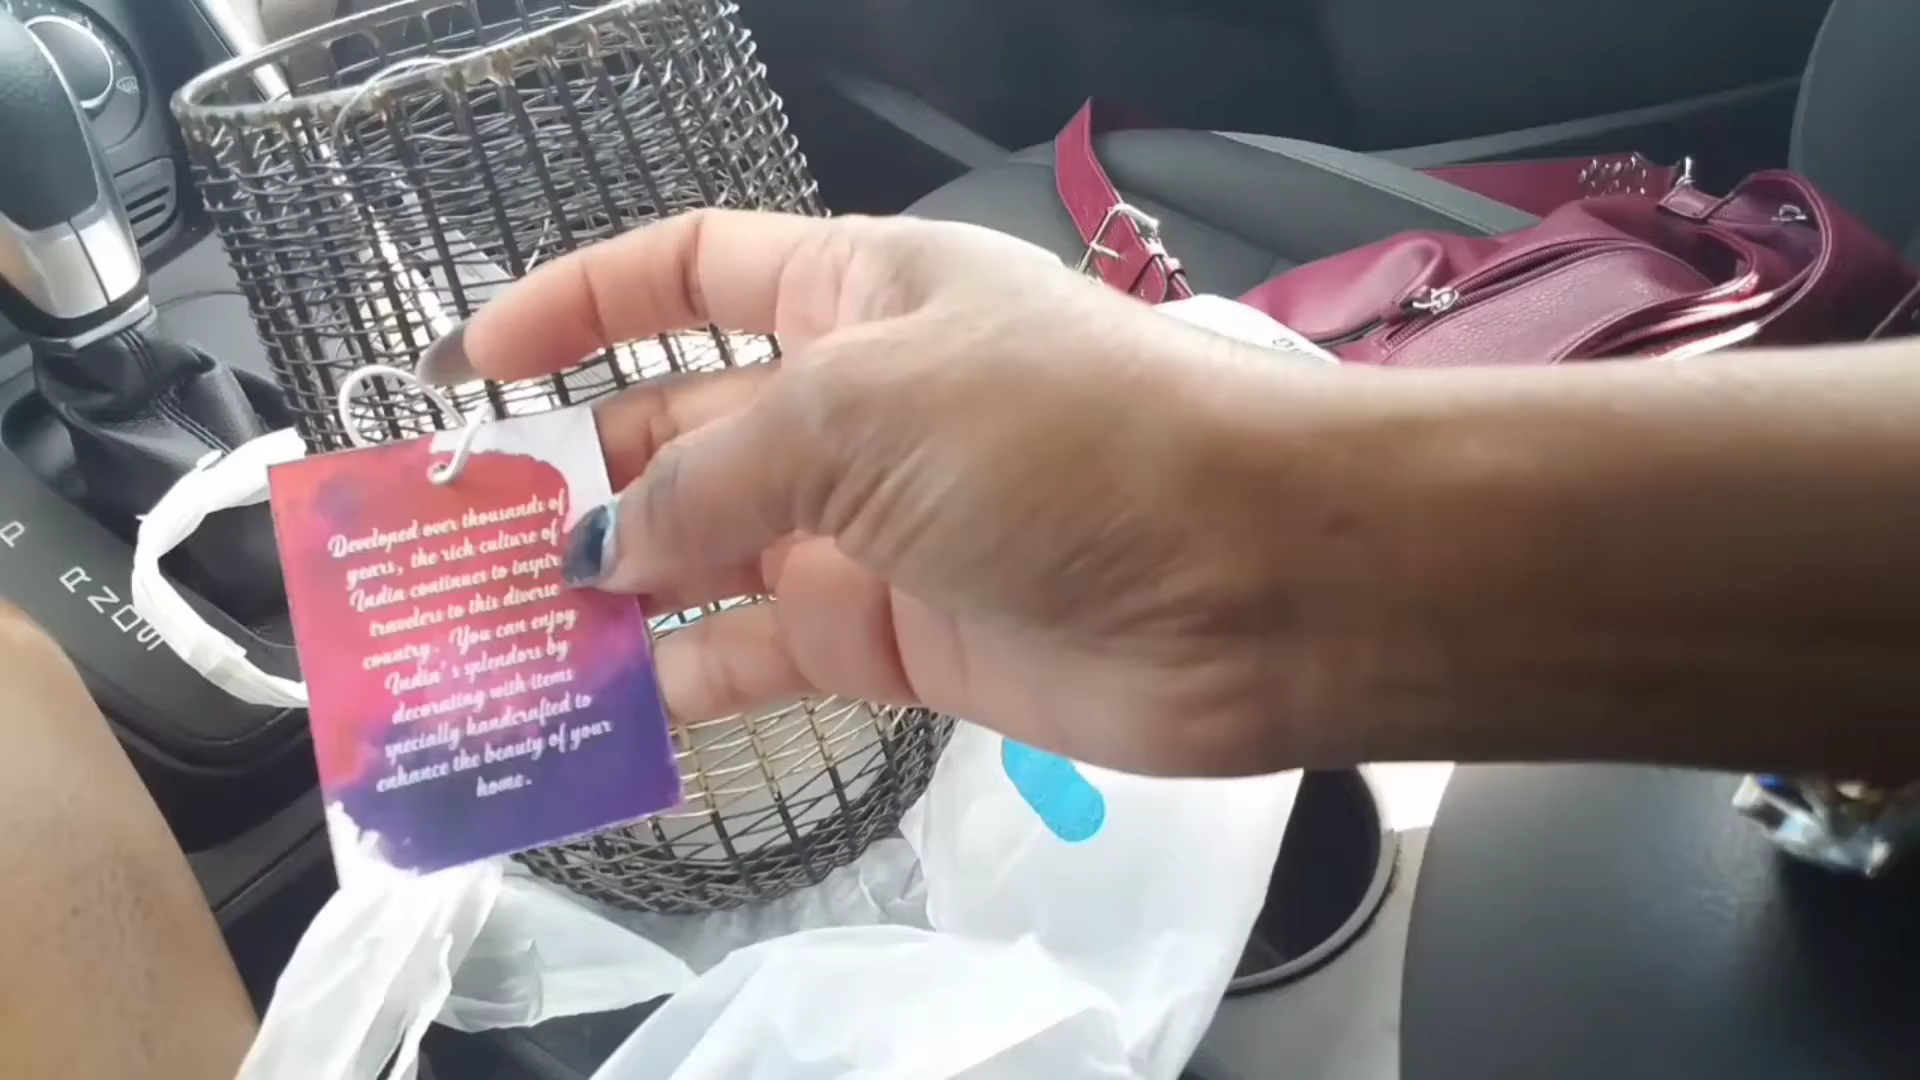 Developed over thousands of
years, the rich culture of
India continues to inspir
travelers to this diverse
country. You can enjoy
India's splendors by
decorating with items
specially handcrafted to
enhance the beauty of your
home.
P
R
N
D
S